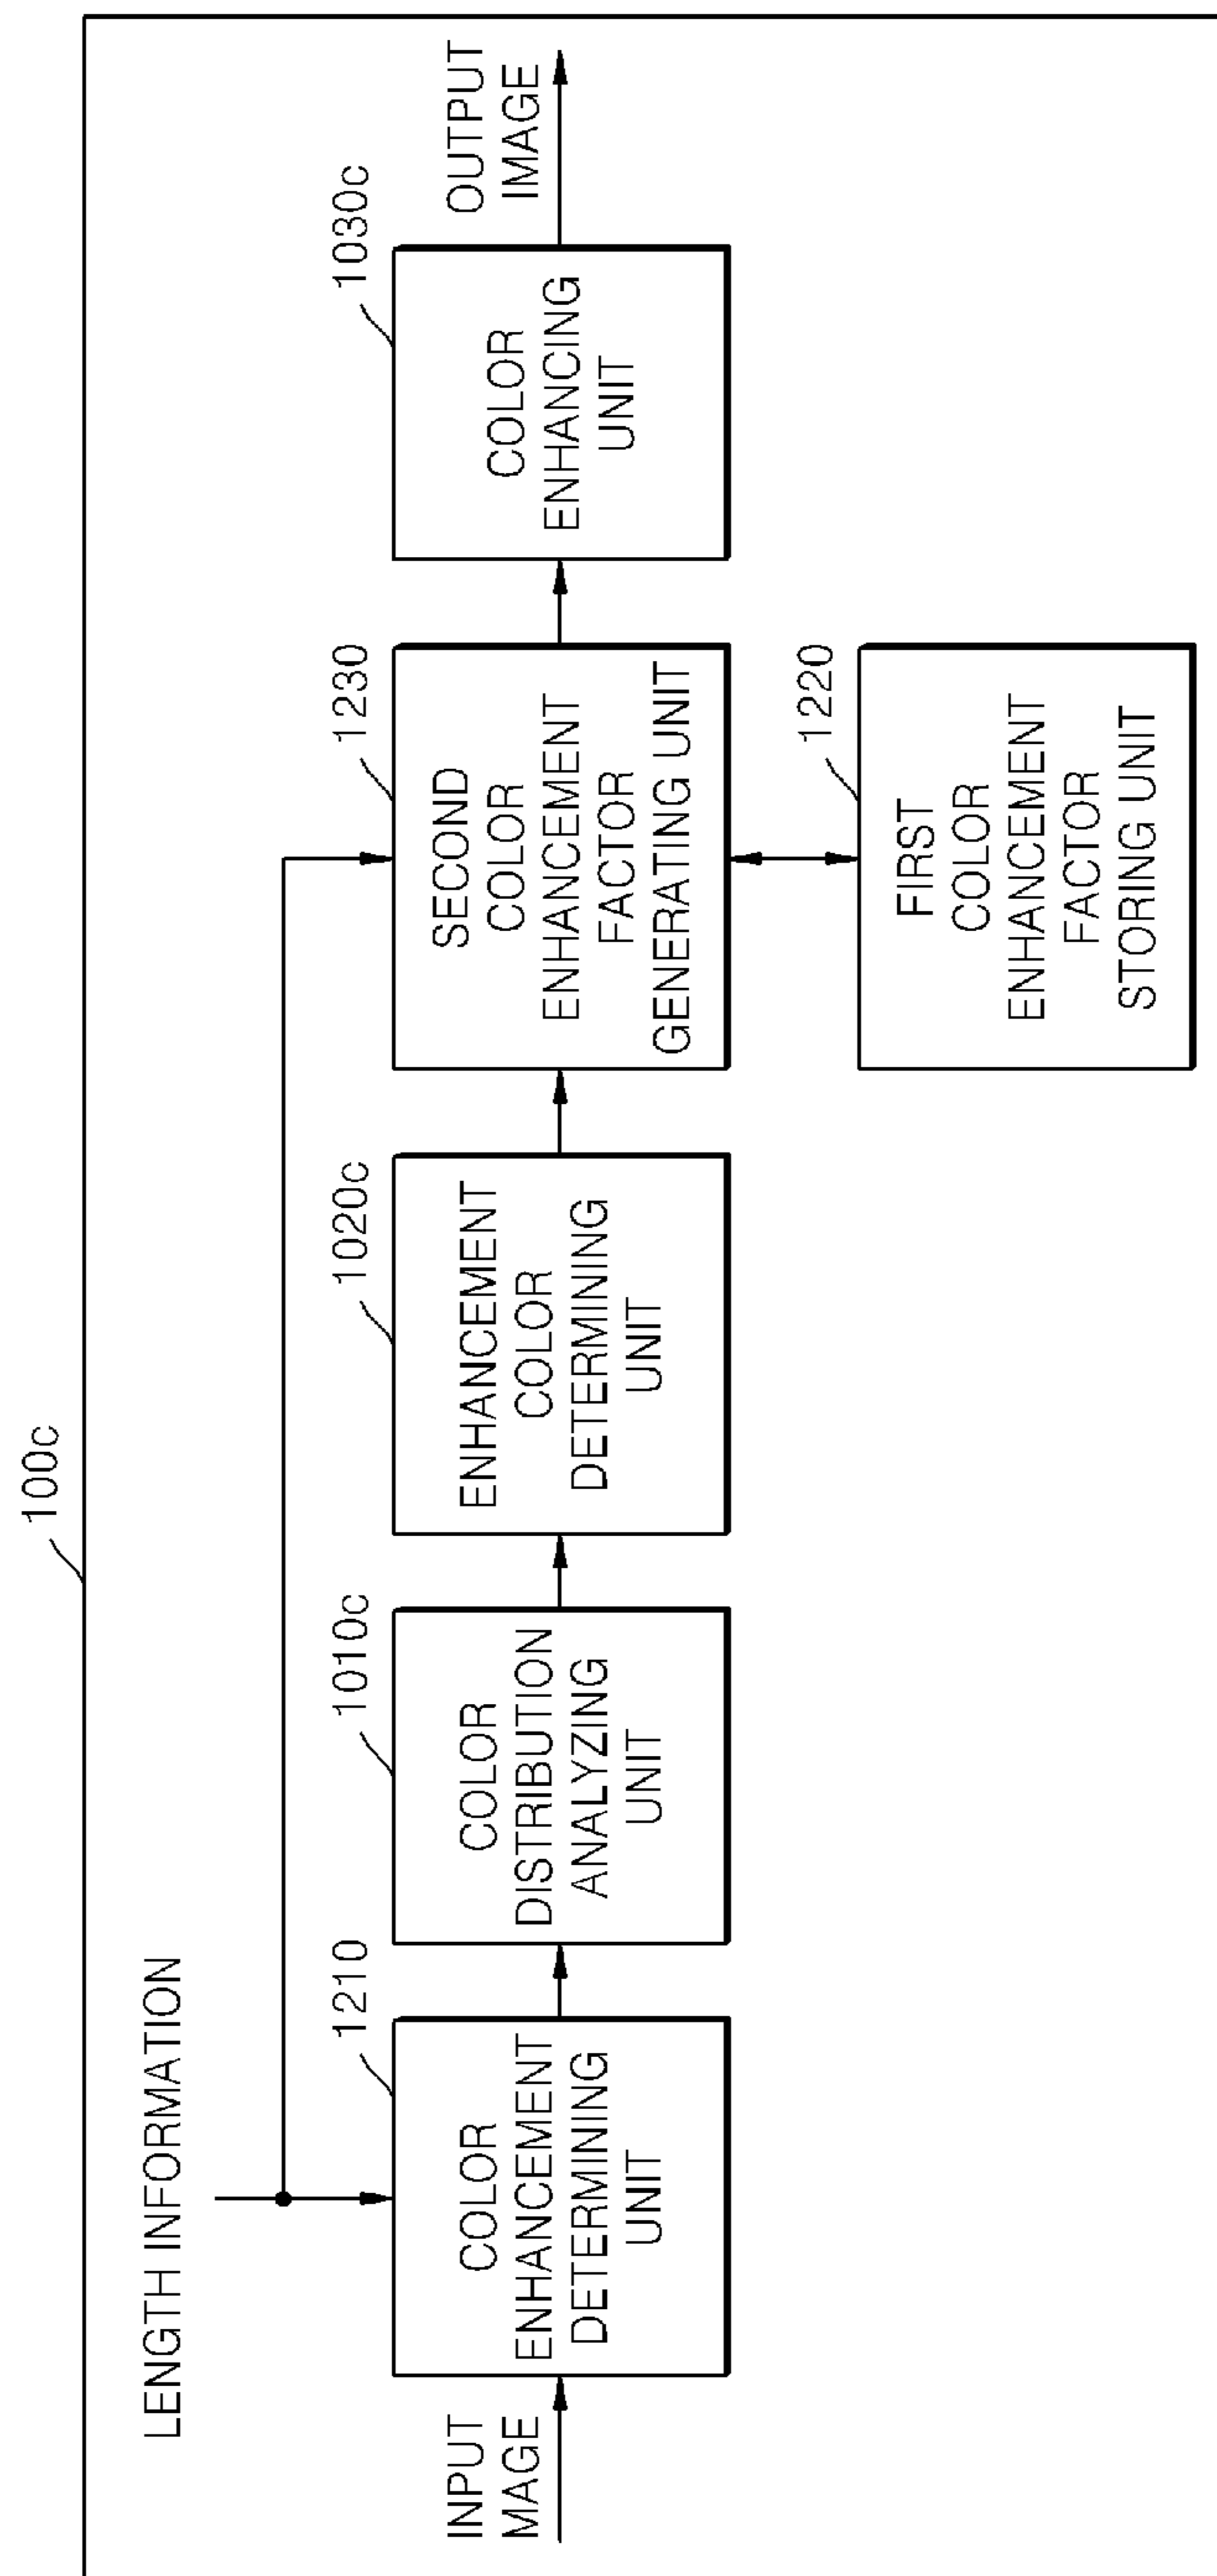 100c
LENGTH INFORMATION
INPUT
MAGE
1210
COLOR
ENHANCEMENT
DETERMINING
UNIT
1010c
COLOR
DISTRIBUTION
ANALYZING
UNIT
1020c
ENHANCEMENT
COLOR
DETERMINING
UNIT
1230
SECOND
COLOR
ENHANCEMENT
FACTOR
GENERATING UNIT
1030c
COLOR
ENHANCING
UNIT
OUTPUT
IMAGE
1220
FIRST
COLOR
ENHANCEMENT
FACTOR
STORING UNIT